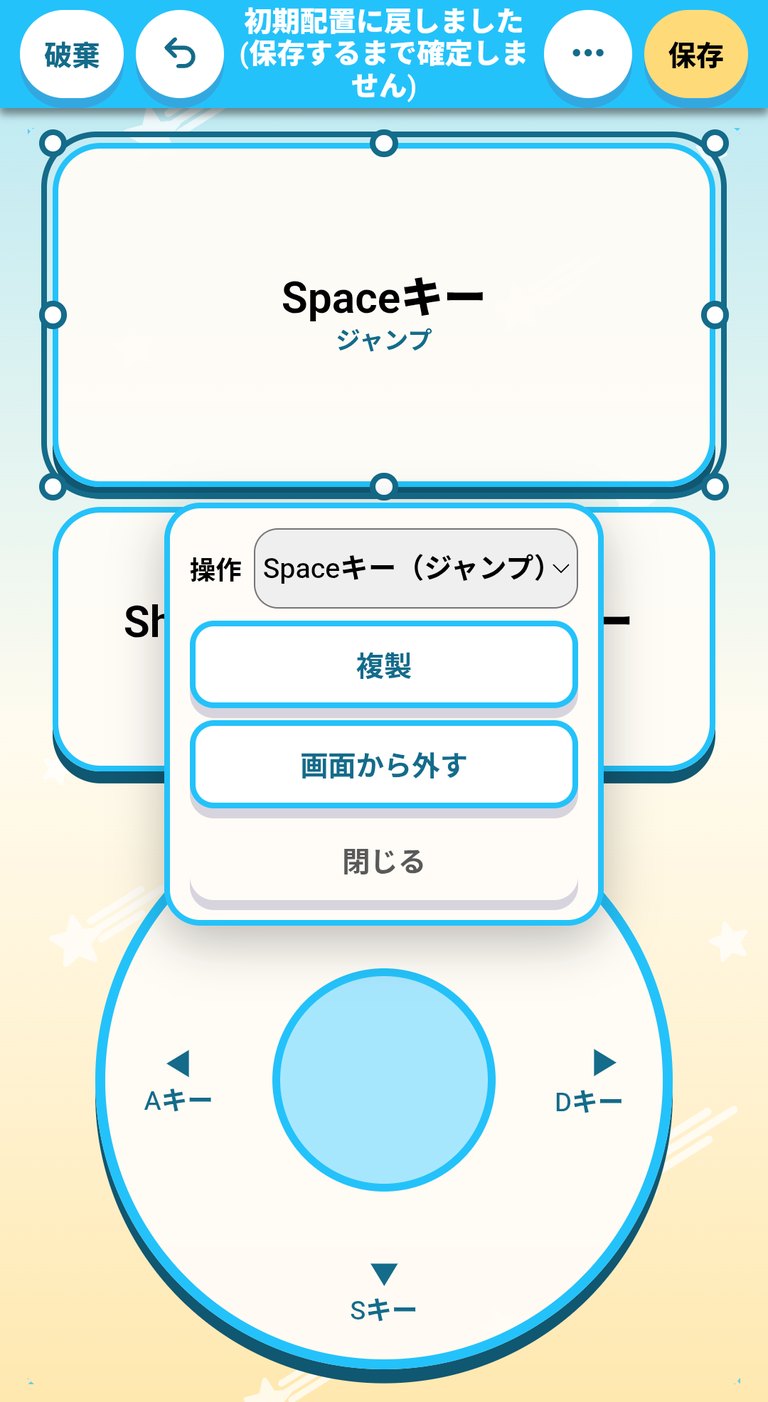 破棄
初期配置に戻しました
(保存するまで確定しま
せん)
•••
保存
Spaceキー
ジャンプ
操作
Spaceキー（ジャンプ）
複製
画面から外す
閉じる
Aキー
Dキー
Sキー